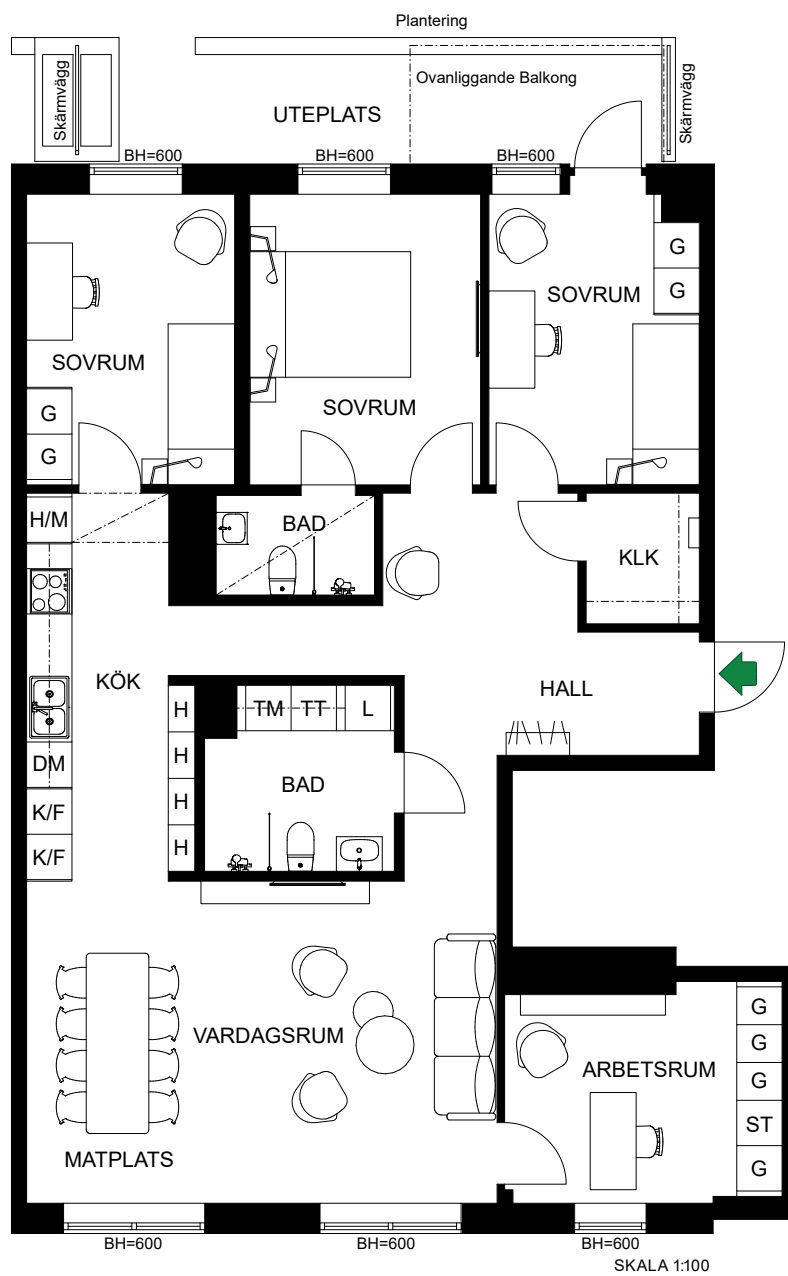 Plantering
Skärmvägg
Ovanliggande Balkong
Skärmvägg
UTEPLATS
BH=600
BH=600
BH=600
G
SOVRUM
G
SOVRUM
SOVRUM
G
G
H/M
BAD
KLK
KÖK
HALL
H
TM
TT
L
H
DM
BAD
H
K/F
H
K/F
G
VARDAGSRUM
G
ARBETSRUM
G
ST
MATPLATS
G
BH=600
BH=600
BH=600
SKALA 1:100